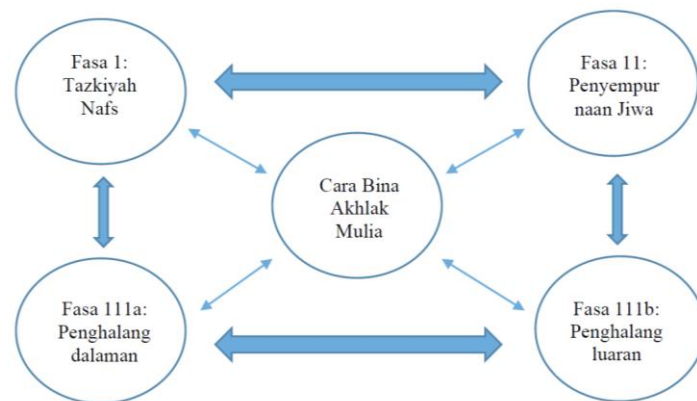 Fasa 1:
Tazkiyah
Nafs
Fasa 11:
Penyempur
naan Jiwa
Cara Bina
Akhlak
Mulia
Fasa 111a:
Penghalang
dalaman
Fasa 111b:
Penghalang
luaran